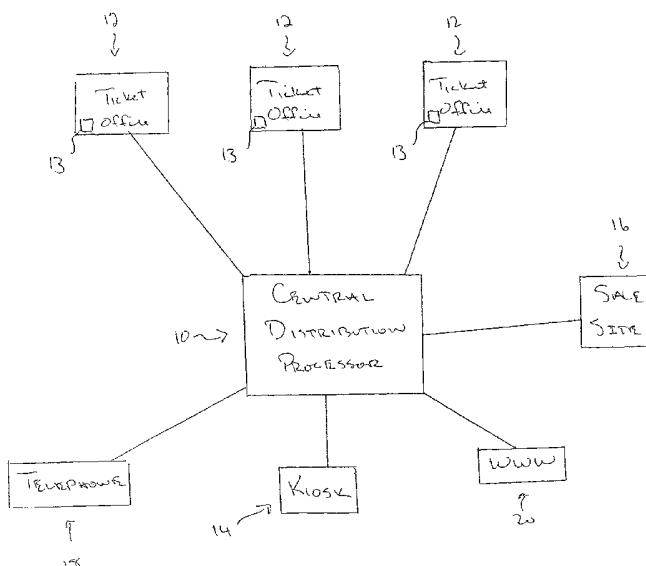 12
12
12
Ticket
Office
Ticket
Office
Ticket
Office
13
13
13
16
Central
Distribution
Processor
10
Sale
Site
Telephone
Kiosk
WWW
14
20